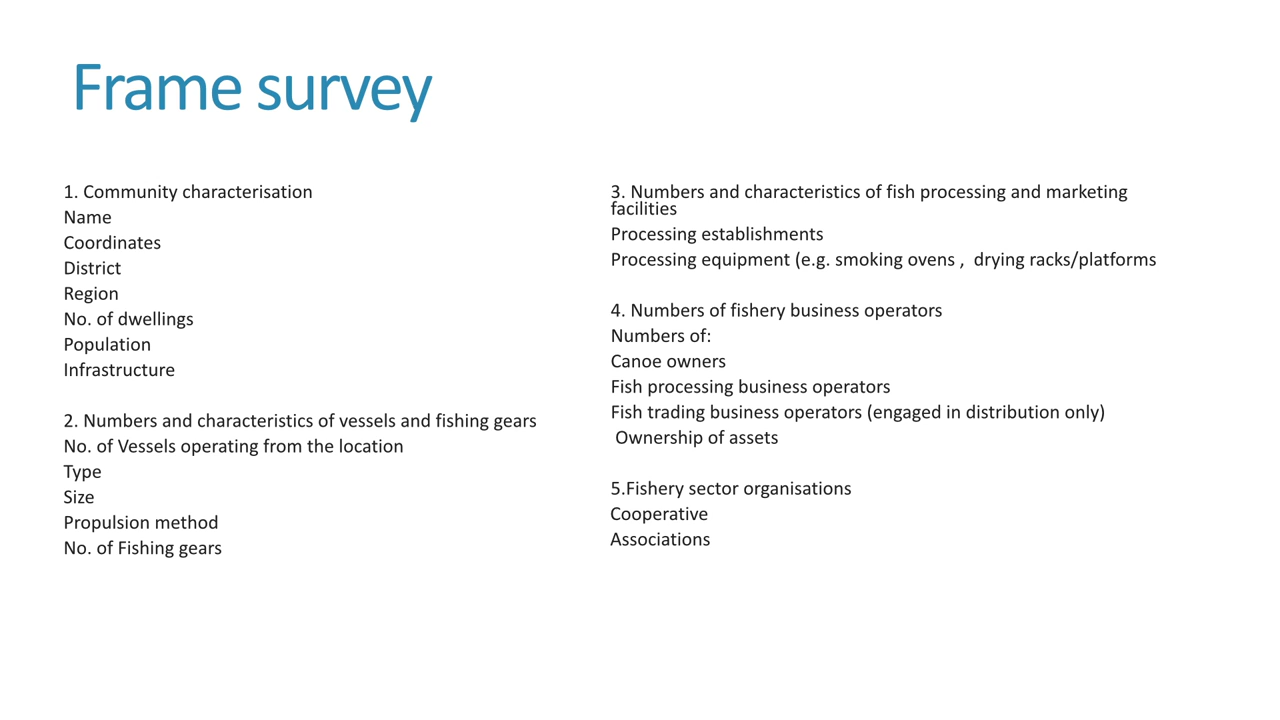 Frame survey
1. Community characterisation
Name
Coordinates
District
Region
No. of dwellings
Population
Infrastructure
2. Numbers and characteristics of vessels and fishing gears
No. of Vessels operating from the location
Type
Size
Propulsion method
No. of Fishing gears
3. Numbers and characteristics of fish processing and marketing
facilities
Processing establishments
Processing equipment (e.g. smoking ovens ,  drying racks/platforms
4. Numbers of fishery business operators
Numbers of:
Canoe owners
Fish processing business operators
Fish trading business operators (engaged in distribution only)
Ownership of assets
5.Fishery sector organisations
Cooperative
Associations